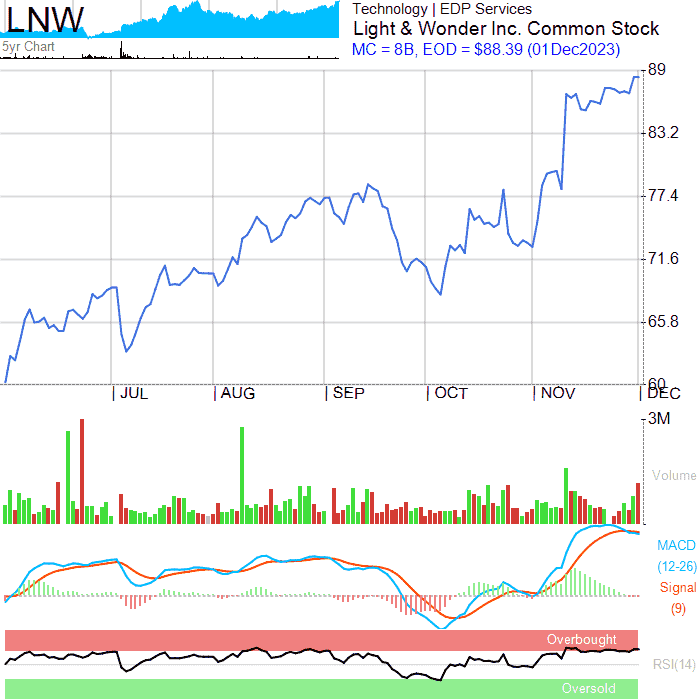 LNW
5yr Chart
Technology | EDP Services
Light & Wonder Inc. Common Stock
MC = 8B, EOD = $88.39 (01Dec2023)
89
83.2
77.4
71.6
65.8
60
JUL AUG SEP OCT NOV DEC
3M
Volume
MACD
(12-26)
Signal
(9)
Overbought
RSI(14)
Oversold